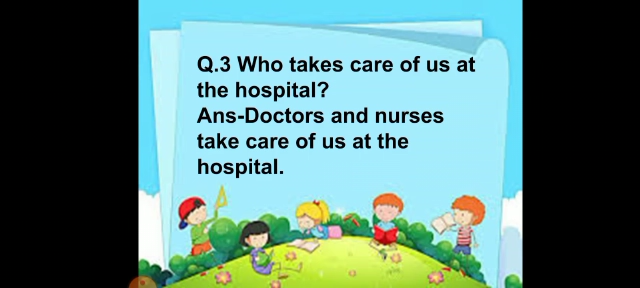 Q.3 Who takes care of us at
the hospital?
Ans-Doctors and nurses
take care of us at the
hospital.